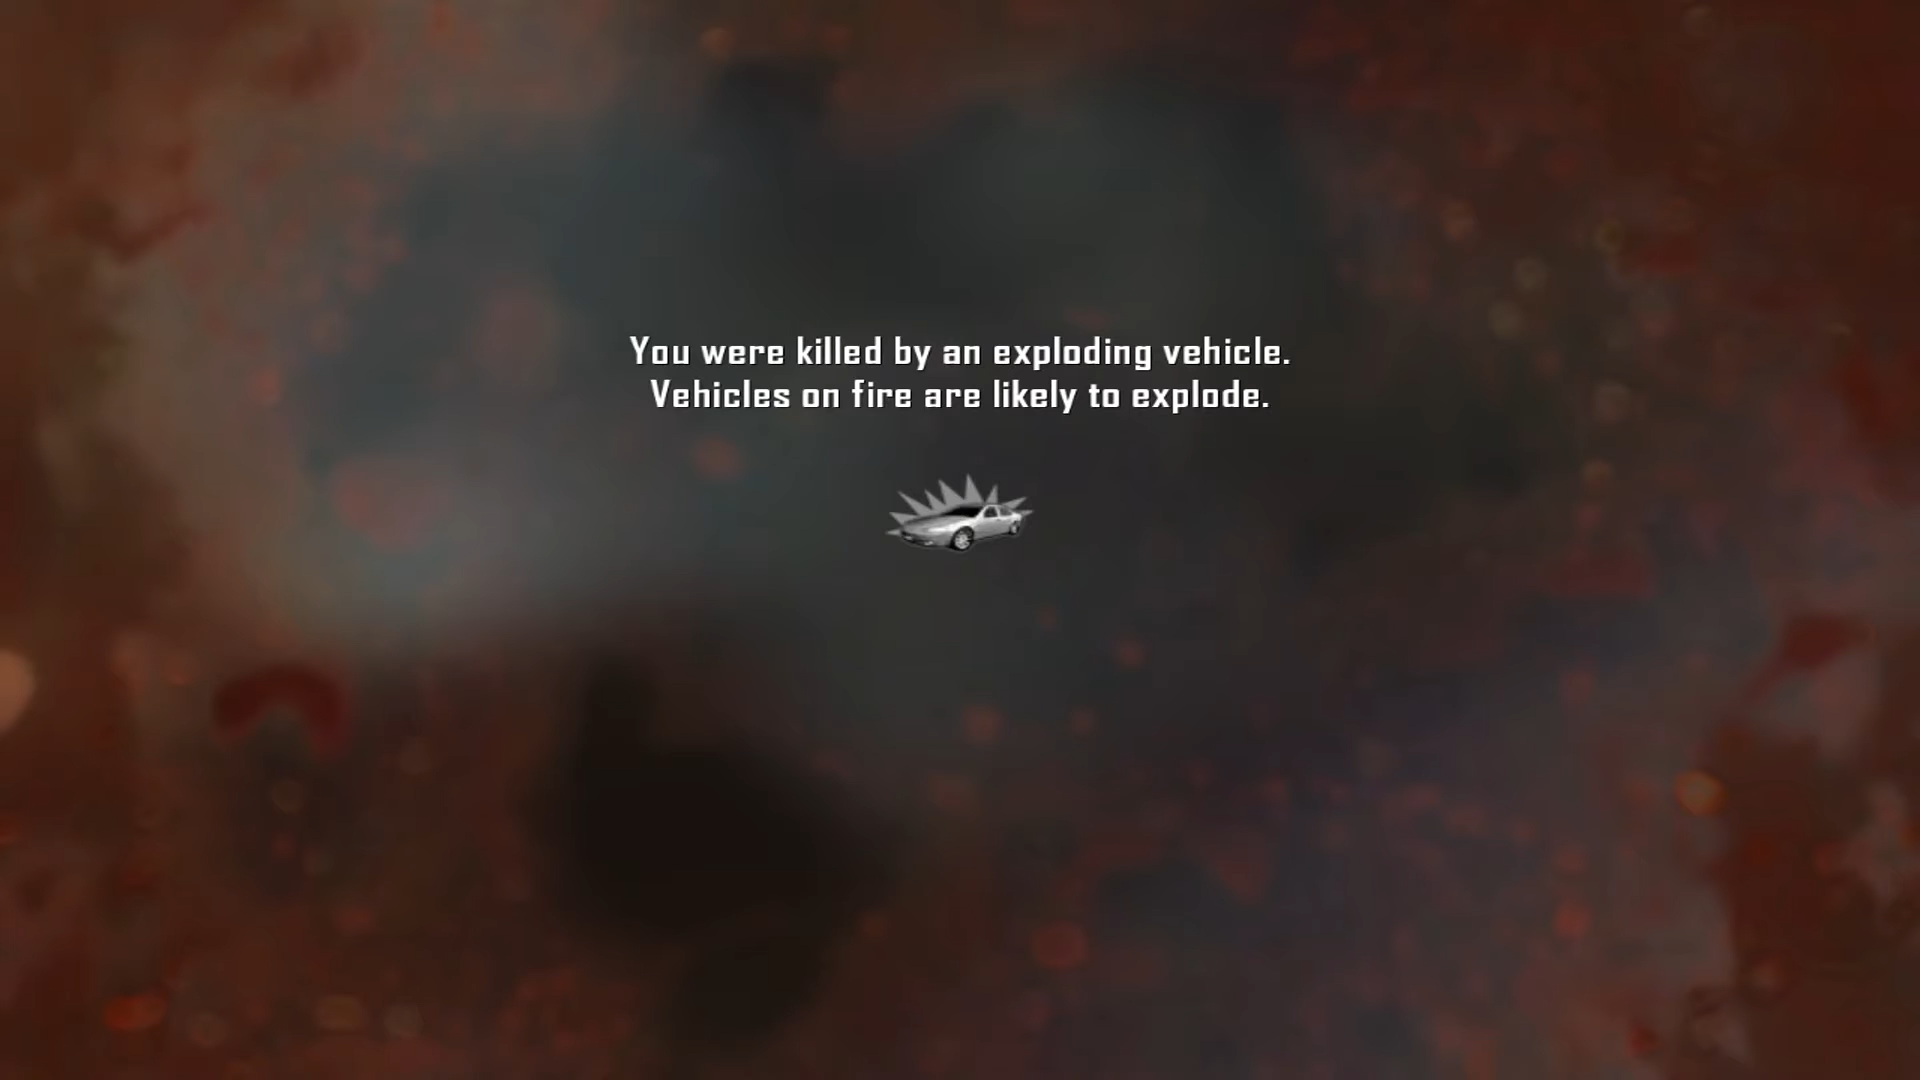 You were killed by an exploding vehicle.
Vehicles on fire are likely to explode.